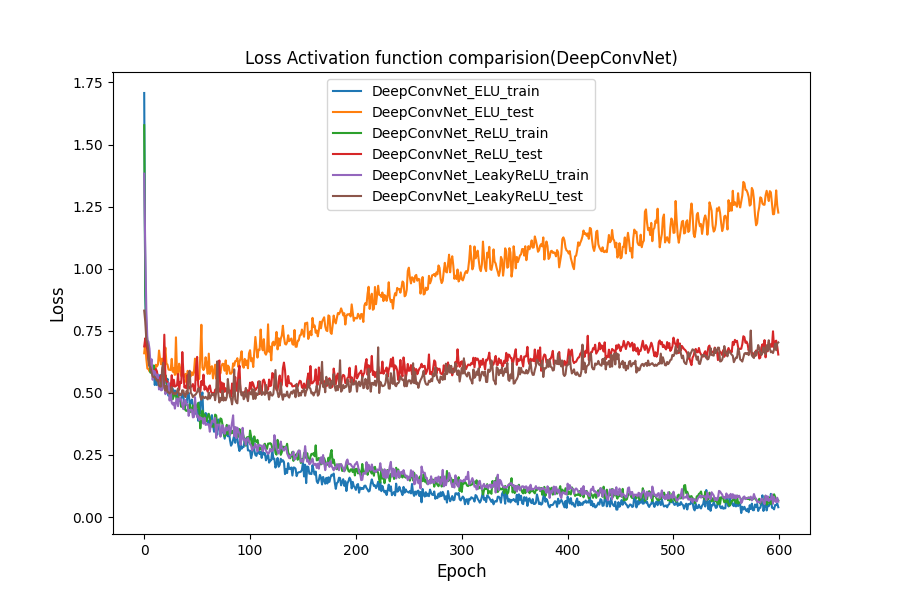 Loss Activation function comparision(DeepConvNet)
DeepConvNet_ELU_train
DeepConvNet_ELU_test
DeepConvNet_ReLU_train
DeepConvNet_ReLU_test
DeepConvNet_LeakyReLU_train
DeepConvNet_LeakyReLU_test
1.75
1.50
1.25
1.00
0.75
0.50
0.25
0.00
Loss
0 100 200 300 400 500 600
Epoch